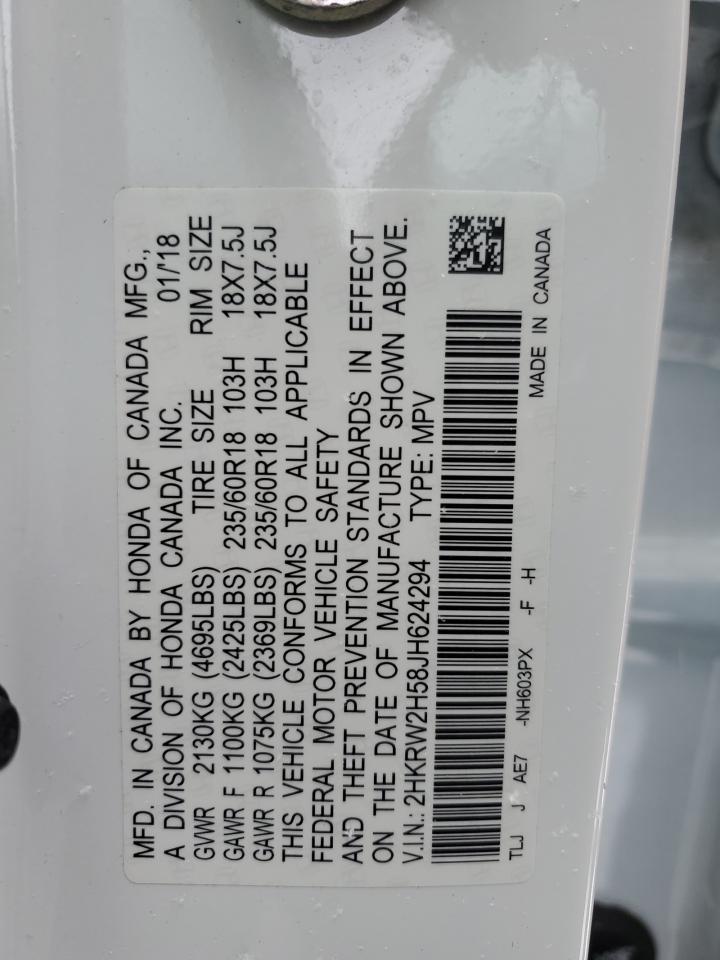 MFD. IN CANADA BY HONDA OF CANADA MFG.,
A DIVISION OF HONDA CANADA INC. 01/'18
GVWR 2130KG (4695LBS) TIRE SIZE RIM SIZE
GAWR F 1100KG (2425LBS) 235/60R18 103H 18X7.5J
GAWR R 1075KG (2369LBS) 235/60R18 103H 18X7.5J
THIS VEHICLE CONFORMS TO ALL APPLICABLE
FEDERAL MOTOR VEHICLE SAFETY
AND THEFT PREVENTION STANDARDS IN EFFECT
ON THE DATE OF MANUFACTURE SHOWN ABOVE.
V.I.N.: 2HKRW2H58JH624294 TYPE: MPV
TLJ J AE7 -NH603PX -F -H MADE IN CANADA